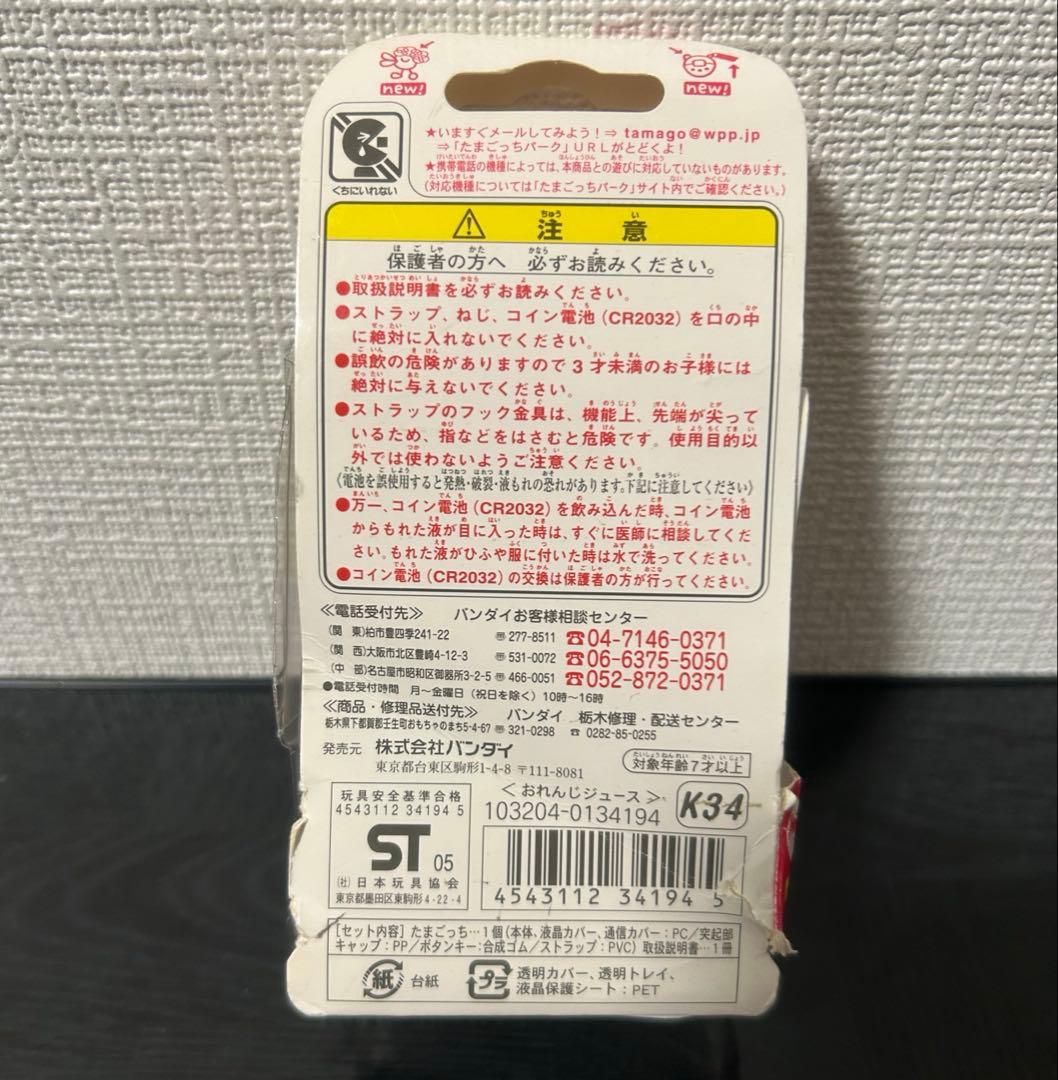 new!
new!
くちにいれない
★いますぐメールしてみよう!⇒ tamago@wpp.jp
⇒「たまごっちパーク」URLがとどくよ!
★携帯電話の機種によっては、本商品との遊びに対応していないものがあります。
(対応機種については「たまごっちパーク」サイト内でご確認ください。)
⚠ 注意
保護者の方へ 必ずお読みください。
●取扱説明書を必ずお読みください。
●ストラップ、ねじ、コイン電池(CR2032)を口の中
に絶対に入れないでください。
●誤飲の危険がありますので3才未満のお子様には
絶対に与えないでください。
●ストラップのフック金具は、機能上、先端が尖って
いるため、指などをはさむと危険です。使用目的以
外では使わないようご注意ください。
《電池を誤使用すると発熱・破裂・液もれの恐れがあります。下記に注意してください》
●万一、コイン電池(CR2032)を飲み込んだ時、コイン電池
からもれた液が目に入った時は、すぐに医師に相談してくだ
さい。もれた液がひふや服に付いた時は水で洗ってください。
●コイン電池(CR2032)の交換は保護者の方が行ってください。
≪電話受付先≫ バンダイお客様相談センター
(関 東)柏市豊四季241-22 〒277-8511 ☎04-7146-0371
(関 西)大阪市北区豊崎4-12-3 〒531-0072 ☎06-6375-5050
(中 部)名古屋市昭和区御器所3-2-5 〒466-0051 ☎052-872-0371
●電話受付時間 月〜金曜日(祝日を除く)10時〜16時
≪商品・修理品送付先≫ バンダイ 栃木修理・配送センター
栃木県下都賀郡壬生町おもちゃのまち5-4-67 〒321-0298 ☎ 0282-85-0255
発売元 株式会社バンダイ
東京都台東区駒形1-4-8 〒111-8081
対象年齢7才以上
玩具安全基準合格
4543112 34194 5
ST 05
(社)日本玩具協会
東京都墨田区東駒形4-22-4
<おれんじジュース>
103204-0134194
K34
4543112 34194 5
[セット内容]たまごっち…1個(本体、液晶カバー、通信カバー:PC/突起部
キャップ:PP/ボタンキー:合成ゴム/ストラップ:PVC)取扱説明書…1冊
紙 台紙
プラ 透明カバー、透明トレイ、
液晶保護シート:PET